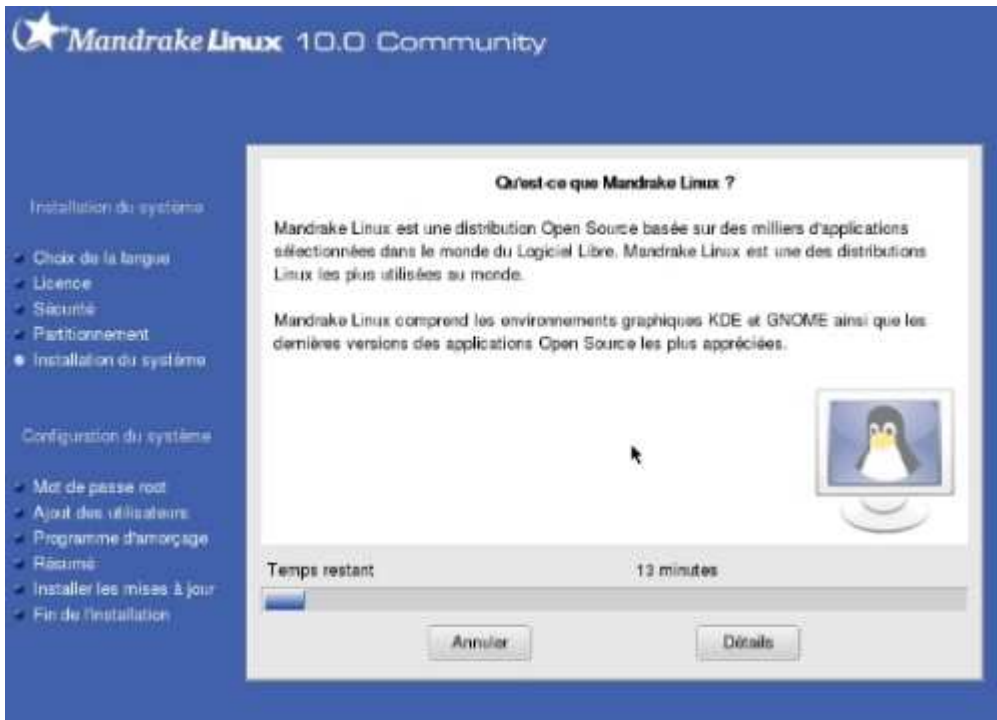 Mandrake Linux 10.0 Community
Installation du système
Choix de la langue
Licence
Sécurité
Partitionnement
Installation du système
Configuration du système
Mot de passe root
Ajout des utilisateurs
Programme d'amorçage
Résumé
Installer les mises à jour
Fin de l'installation
Qu'est-ce que Mandrake Linux ?
Mandrake Linux est une distribution Open Source basée sur des milliers d'applications
sélectionnées dans le monde du Logiciel Libre. Mandrake Linux est une des distributions
Linux les plus utilisées au monde.
Mandrake Linux comprend les environnements graphiques KDE et GNOME ainsi que les
dernières versions des applications Open Source les plus appréciées.
Temps restant 13 minutes
Annuler Détails